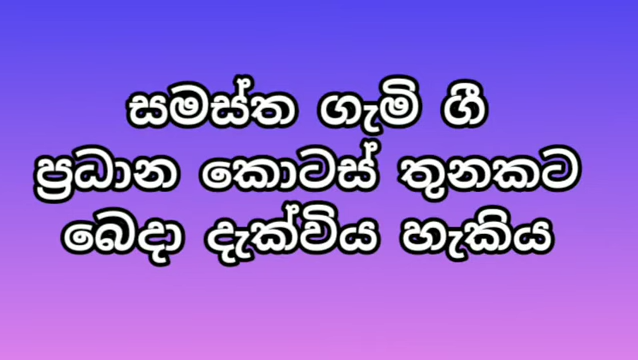 සමස්ත ගැමි ගී
ප්‍රධාන කොටස් තුනකට
බෙදා දැක්විය හැකිය